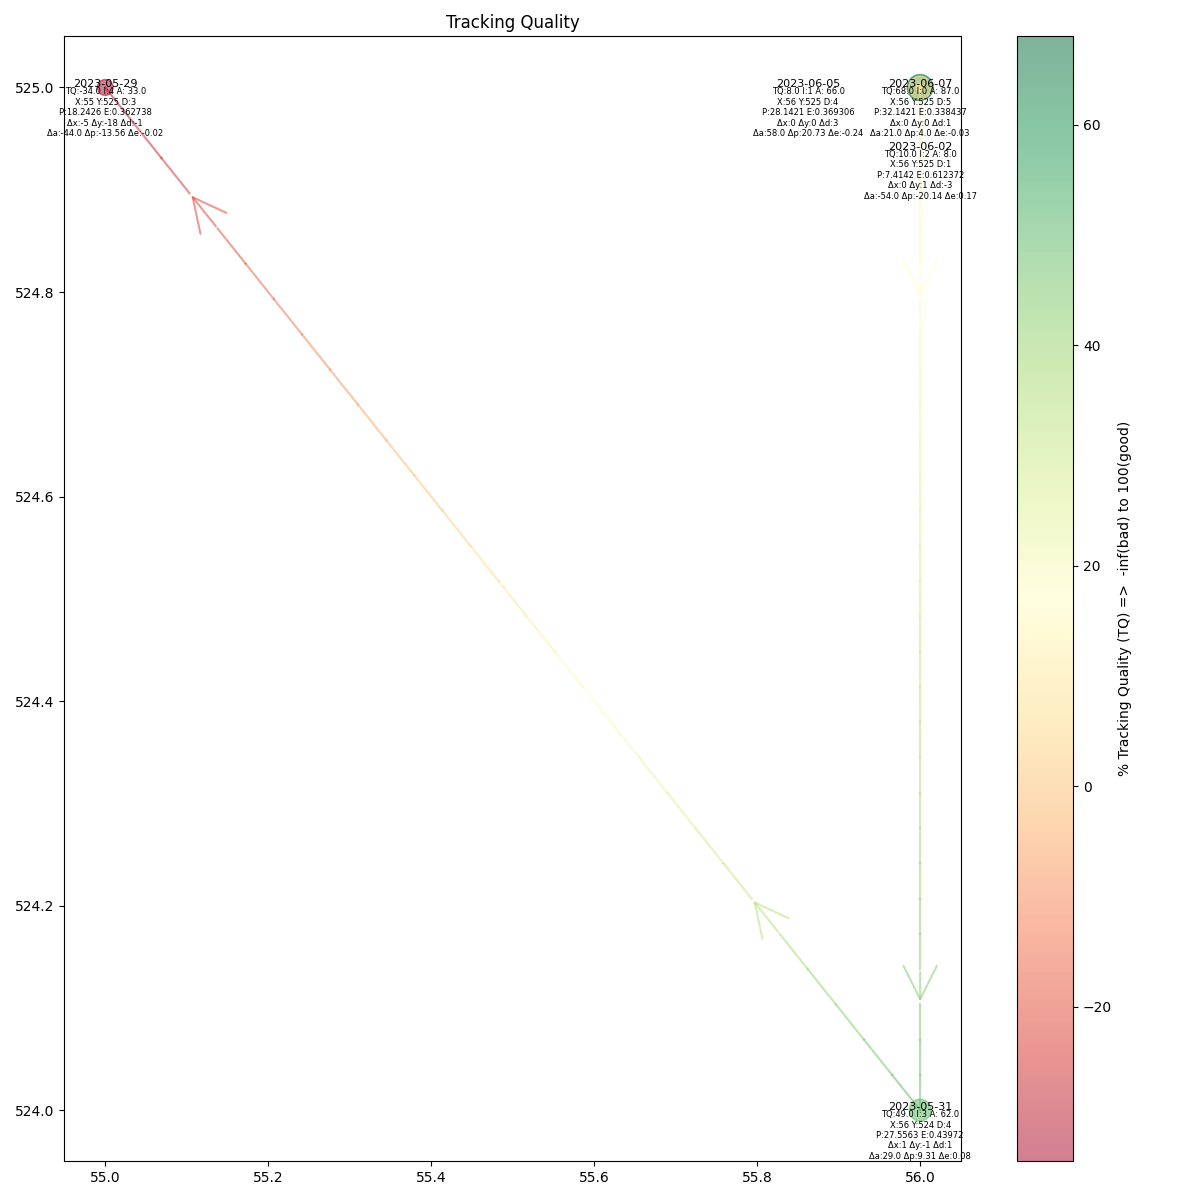 Tracking Quality
525.0
524.8
524.6
524.4
524.2
524.0
2023-05-29
TQ:-34.0 I:4 A: 33.0
X:55 Y:525 D:3
P:18.2426 E:0.362738
Δx:-5 Δy:-18 Δd:-1
Δa:-44.0 Δp:-13.56 Δe:-0.02
2023-06-05
TQ:8.0 I:1 A: 66.0
X:56 Y:525 D:4
P:28.1421 E:0.369306
Δx:0 Δy:0 Δd:3
Δa:58.0 Δp:20.73 Δe:-0.24
2023-06-07
TQ:68.0 I:0 A: 87.0
X:56 Y:525 D:5
P:32.1421 E:0.338437
Δx:0 Δy:0 Δd:1
Δa:21.0 Δp:4.0 Δe:-0.03
2023-06-02
TQ:10.0 I:2 A: 8.0
X:56 Y:525 D:1
P:7.4142 E:0.612372
Δx:0 Δy:1 Δd:-3
Δa:-54.0 Δp:-20.14 Δe:0.17
2023-05-31
TQ:49.0 I:3 A: 62.0
X:56 Y:524 D:4
P:27.5563 E:0.43972
Δx:1 Δy:-1 Δd:1
Δa:29.0 Δp:9.31 Δe:0.08
55.0
55.2
55.4
55.6
55.8
56.0
60
40
20
0
−20
% Tracking Quality (TQ) => -inf(bad) to 100(good)